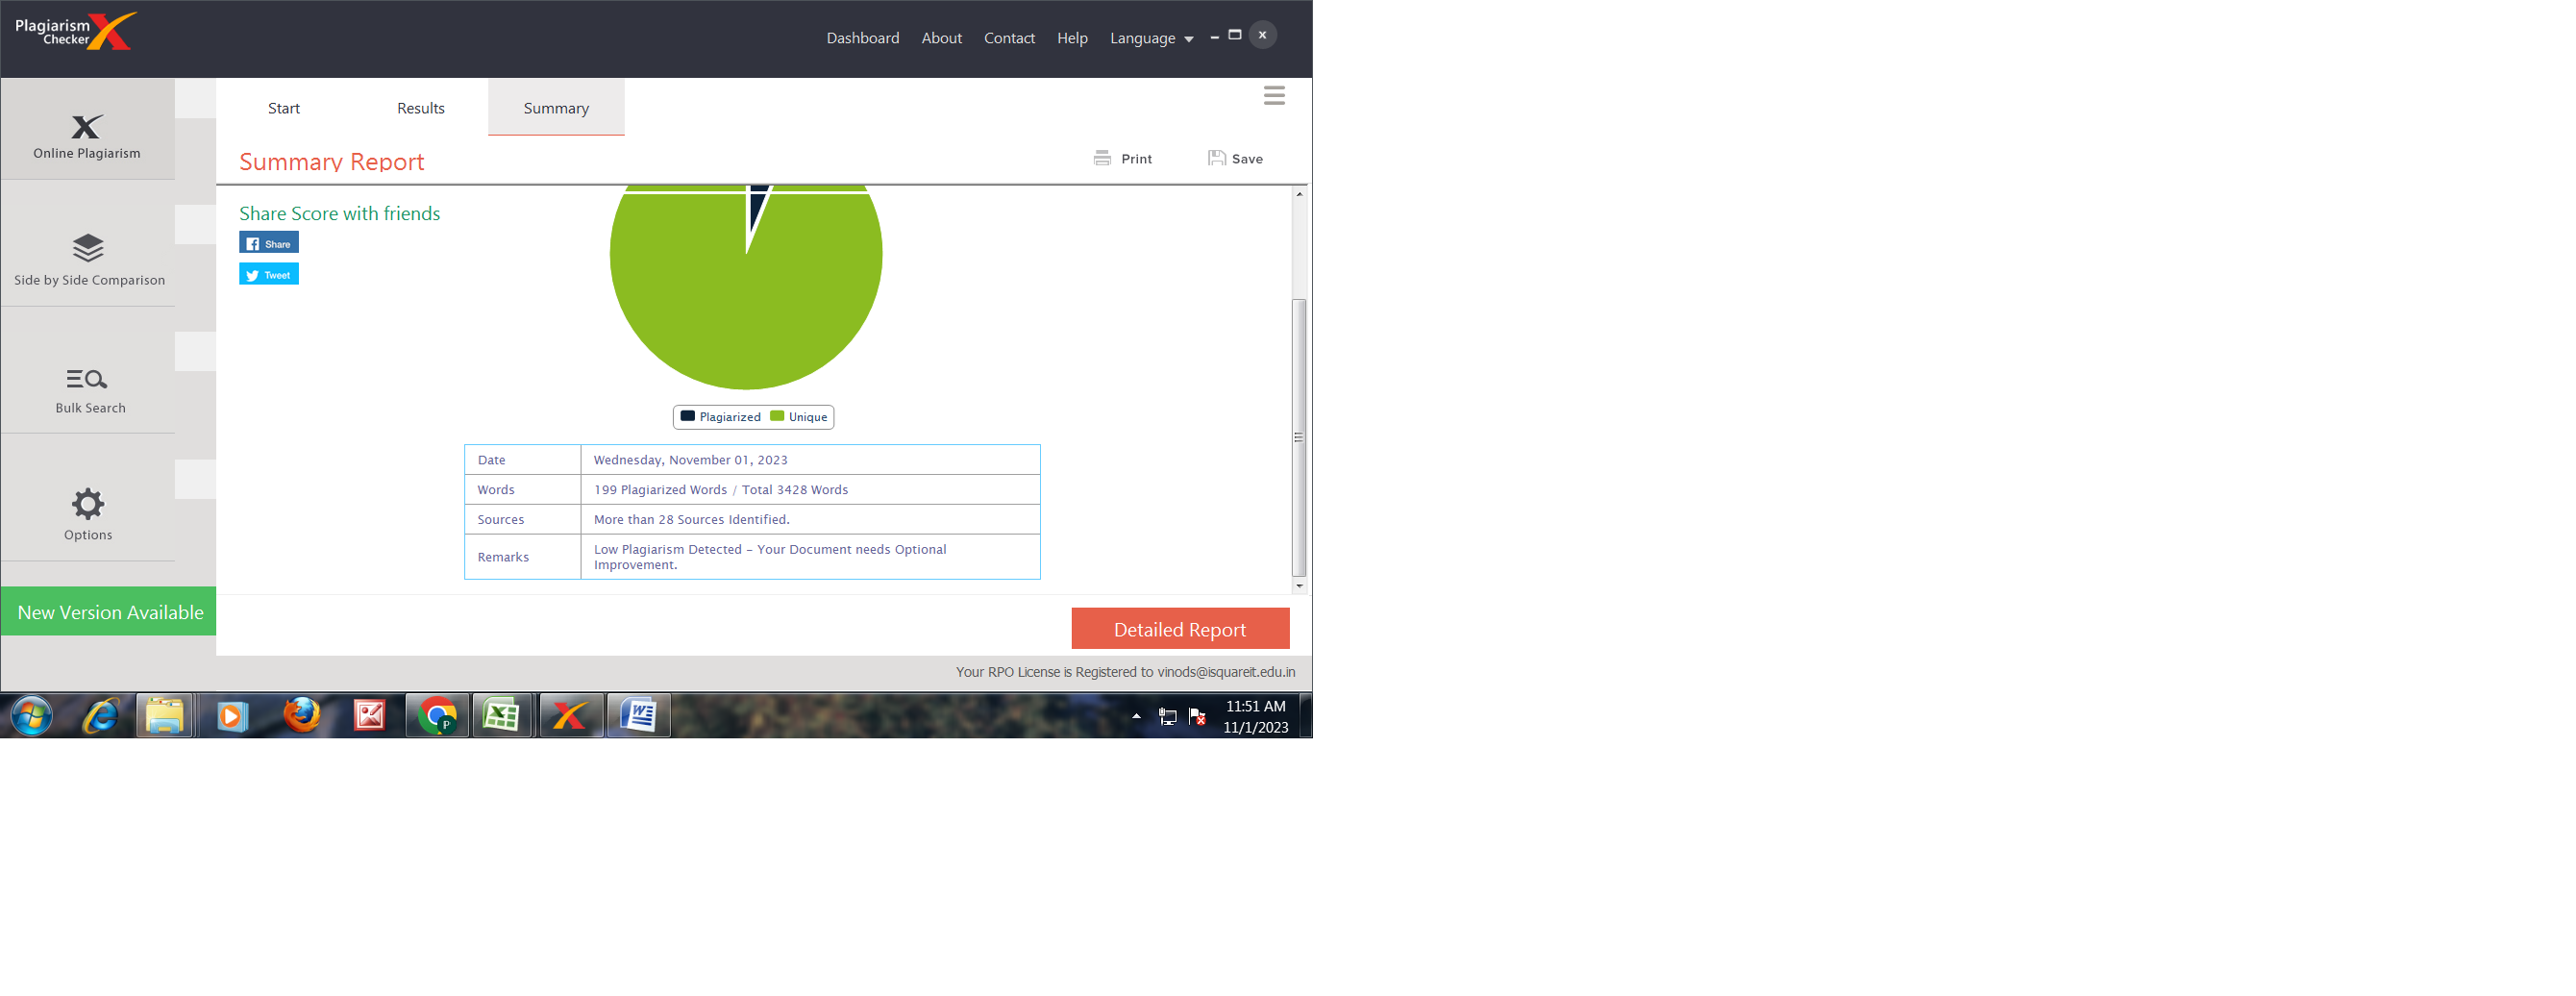 Plagiarism
Checker
Dashboard About Contact Help Language
Start Results Summary
Online Plagiarism
Summary Report
Print Save
Share Score with friends
Share
Tweet
Side by Side Comparison
Bulk Search
Plagiarized Unique
Date Wednesday, November 01, 2023
Words 199 Plagiarized Words / Total 3428 Words
Sources More than 28 Sources Identified.
Remarks Low Plagiarism Detected - Your Document needs Optional
Improvement.
Options
New Version Available
Detailed Report
Your RPO License is Registered to vinods@isquareit.edu.in
P
11:51 AM
11/1/2023